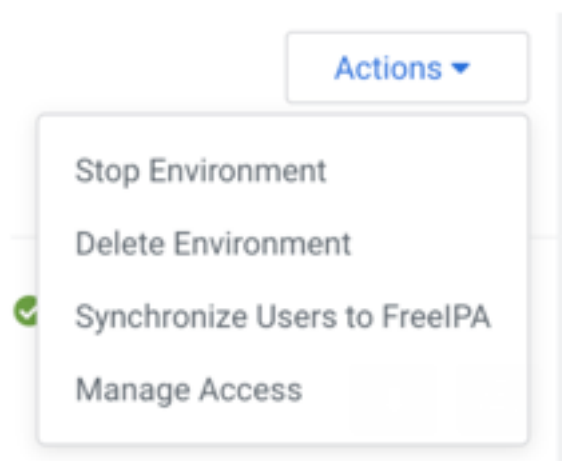 Actions
Stop Environment
Delete Environment
Synchronize Users to FreeIPA
Manage Access